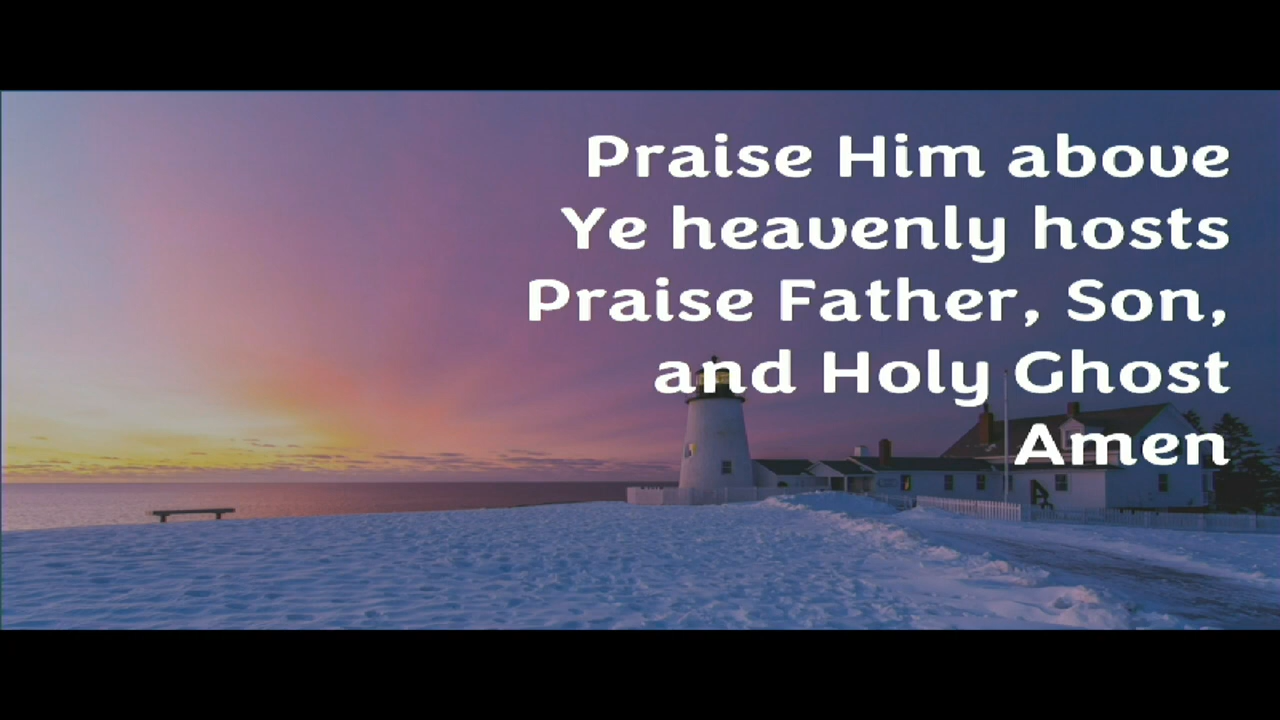 Praise Him above
Ye heavenly hosts
Praise Father, Son,
and Holy Ghost
Amen